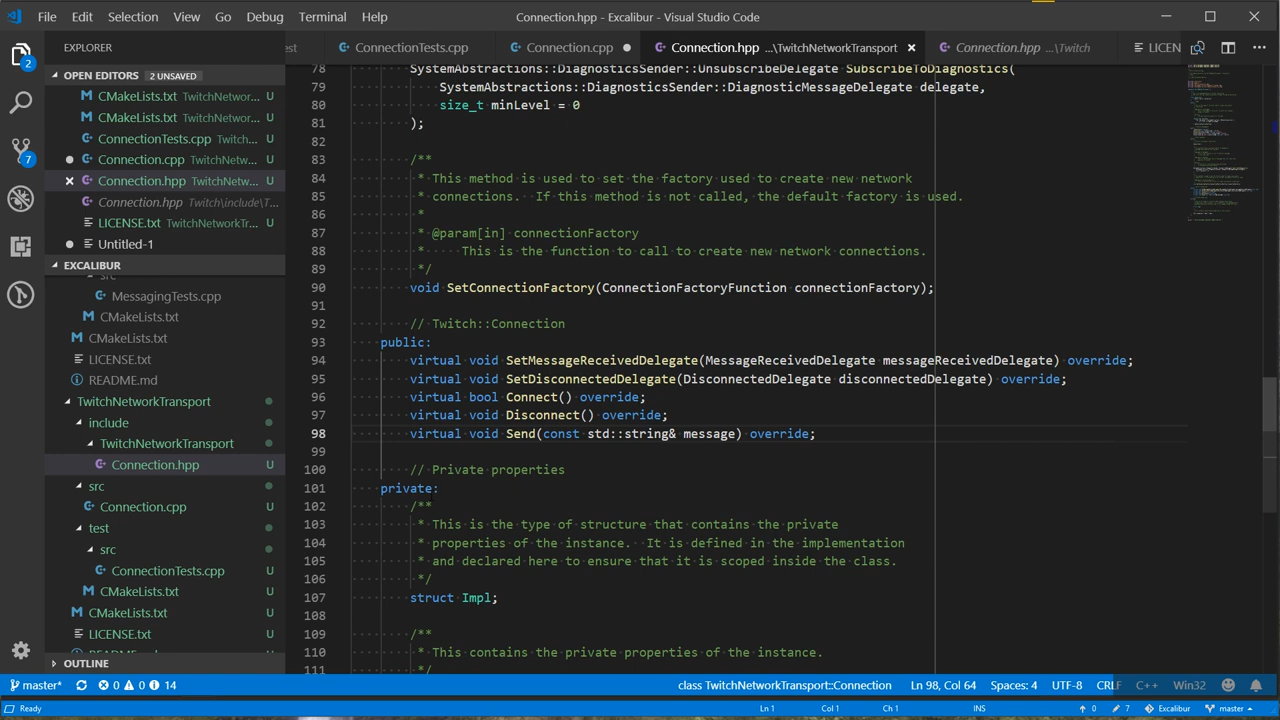 File Edit Selection View Go Debug Terminal Help
Connection.hpp - Excalibur - Visual Studio Code
EXPLORER
est
ConnectionTests.cpp
Connection.cpp
Connection.hpp ...\TwitchNetworkTransport
Connection.hpp ...\Twitch
LICEN
2
7
OPEN EDITORS 2 UNSAVED
CMakeLists.txt TwitchNetwor...
CMakeLists.txt TwitchNetwor...
ConnectionTests.cpp Twitch...
Connection.cpp TwitchNetw...
Connection.hpp TwitchNetw...
Connection.hpp Twitch\include\T...
LICENSE.txt TwitchNetworkTr...
Untitled-1
EXCALIBUR
src
MessagingTests.cpp
CMakeLists.txt
CMakeLists.txt
LICENSE.txt
README.md
TwitchNetworkTransport
include
TwitchNetworkTransport
Connection.hpp U
src
Connection.cpp U
test
src
ConnectionTests.cpp U
CMakeLists.txt U
CMakeLists.txt U
LICENSE.txt U
README.md U
OUTLINE
78 SystemAbstractions::DiagnosticsSender::UnsubscribeDelegate SubscribeToDiagnostics(
79 SystemAbstractions::DiagnosticsSender::DiagnosticMessageDelegate delegate,
80 size_t minLevel = 0
81 );
82
83 /**
84 * This method is used to set the factory used to create new network
85 * connections. If this method is not called, the default factory is used.
86 *
87 * @param[in] connectionFactory
88 * This is the function to call to create new network connections.
89 */
90 void SetConnectionFactory(ConnectionFactoryFunction connectionFactory);
91
92 // Twitch::Connection
93 public:
94 virtual void SetMessageReceivedDelegate(MessageReceivedDelegate messageReceivedDelegate) override;
95 virtual void SetDisconnectedDelegate(DisconnectedDelegate disconnectedDelegate) override;
96 virtual bool Connect() override;
97 virtual void Disconnect() override;
98 virtual void Send(const std::string& message) override;
99
100 // Private properties
101 private:
102 /**
103 * This is the type of structure that contains the private
104 * properties of the instance. It is defined in the implementation
105 * and declared here to ensure that it is scoped inside the class.
106 */
107 struct Impl;
108
109 /**
110 * This contains the private properties of the instance.
111 */
master* 0 0 14 class TwitchNetworkTransport::Connection Ln 98, Col 64 Spaces: 4 UTF-8 CRLF C++ Win32
Ready Ln 1 Col 1 Ch 1 INS 0 7 Excalibur master